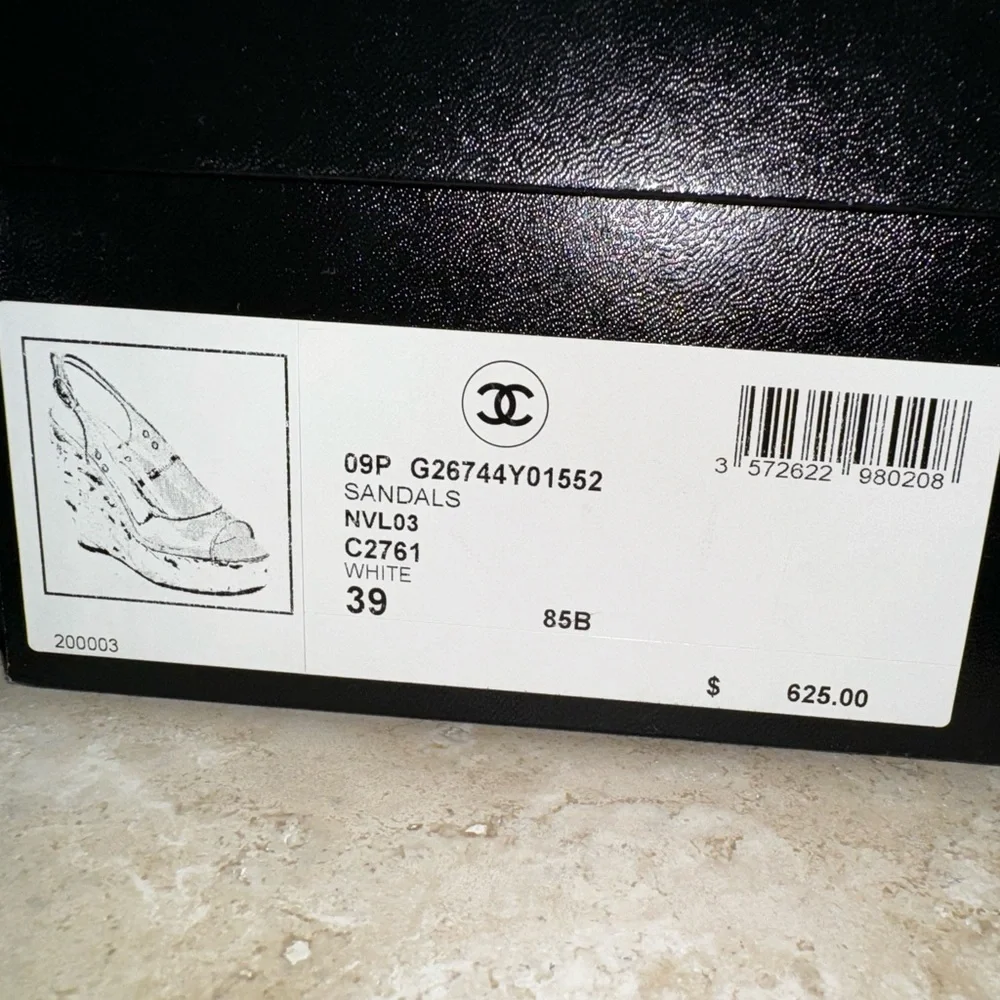 09P G26744Y01552
SANDALS
NVL03
C2761
WHITE
39 85B
3 572622 980208
200003
$ 625.00